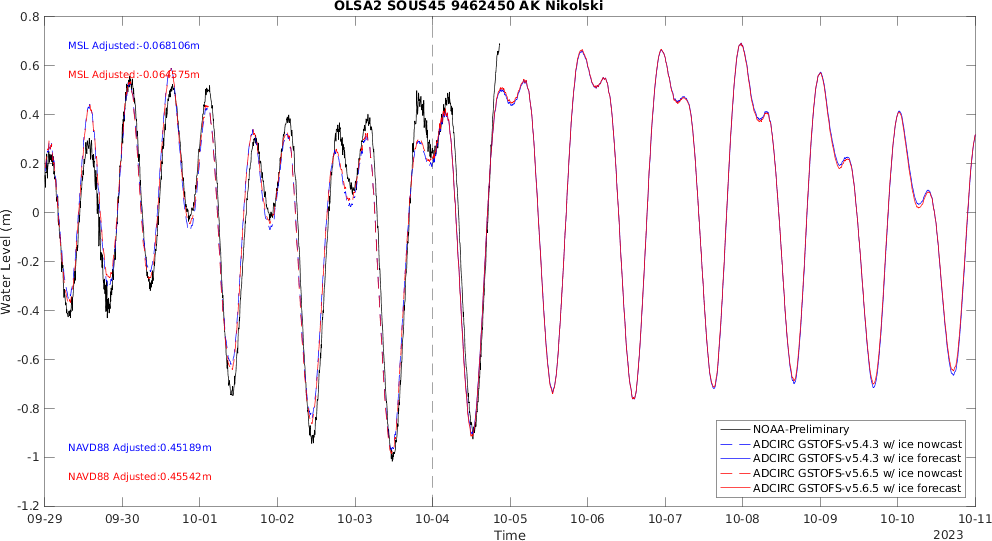 OLSA2 SOUS45 9462450 AK Nikolski
0.8
0.6
0.4
0.2
0
-0.2
-0.4
-0.6
-0.8
-1
-1.2
Water Level (m)
MSL Adjusted:-0.068106m
MSL Adjusted:-0.064575m
NAVD88 Adjusted:0.45189m
NAVD88 Adjusted:0.45542m
NOAA-Preliminary
ADCIRC GSTOFS-v5.4.3 w/ ice nowcast
ADCIRC GSTOFS-v5.4.3 w/ ice forecast
ADCIRC GSTOFS-v5.6.5 w/ ice nowcast
ADCIRC GSTOFS-v5.6.5 w/ ice forecast
09-29 09-30 10-01 10-02 10-03 10-04 10-05 10-06 10-07 10-08 10-09 10-10 10-11
Time
2023